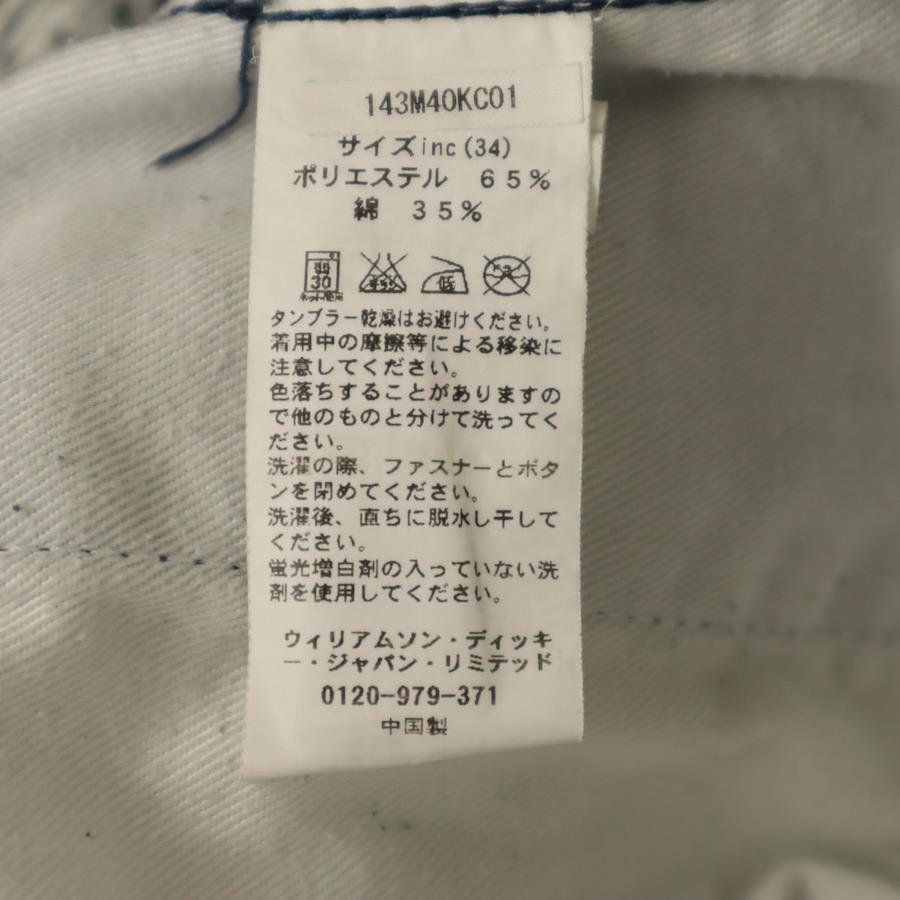 143M40KC01
サイズinc(34)
ポリエステル　65%
綿　35%
30
ネット使用
低
タンブラー乾燥はお避けください。
着用中の摩擦等による移染に
注意してください。
色落ちすることがありますの
で他のものと分けて洗ってく
ださい。
洗濯の際、ファスナーとボタ
ンを閉めてください。
洗濯後、直ちに脱水し干して
ください。
蛍光増白剤の入っていない洗
剤を使用してください。
ウィリアムソン・ディッキ
ー・ジャパン・リミテッド
0120-979-371
中国製